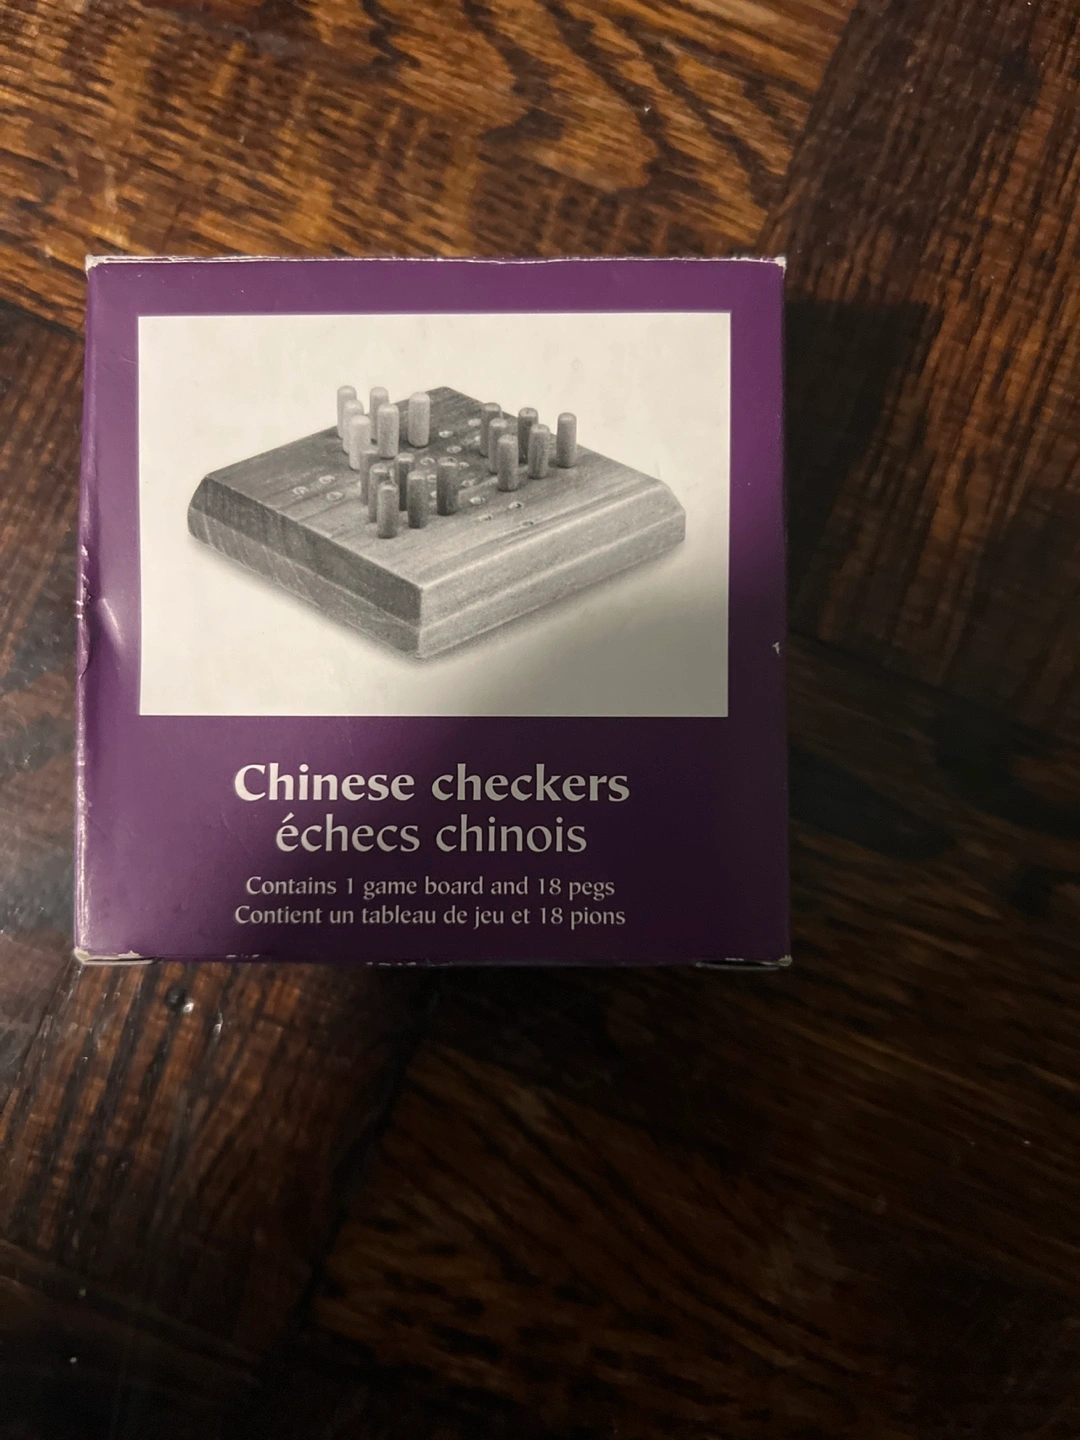 Chinese checkers
échecs chinois
Contains 1 game board and 18 pegs
Contient un tableau de jeu et 18 pions